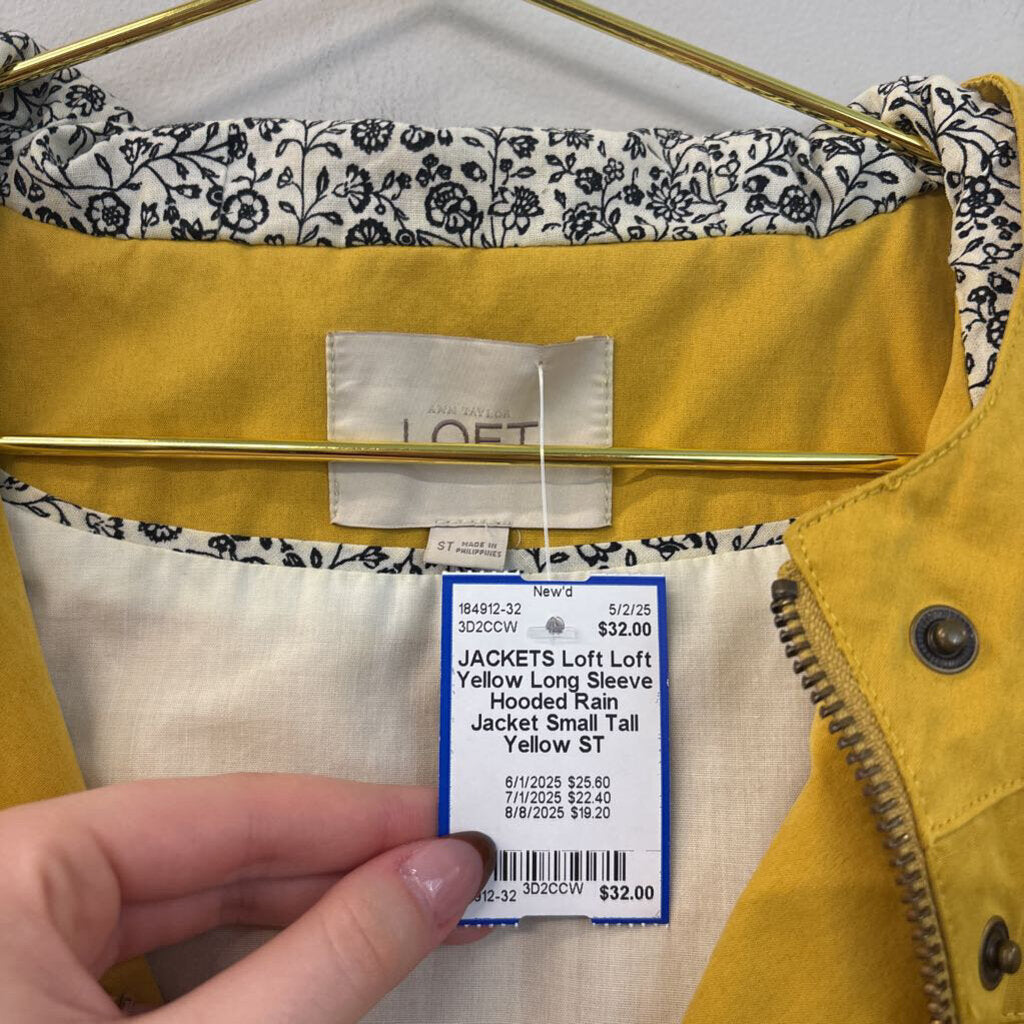 ANN TAYLOR
LOFT
ST MADE IN
PHILIPPINES
New'd
184912-32 5/2/25
3D2CCW $32.00
JACKETS Loft Loft
Yellow Long Sleeve
Hooded Rain
Jacket Small Tall
Yellow ST
6/1/2025 $25.60
7/1/2025 $22.40
8/8/2025 $19.20
912-32 3D2CCW $32.00